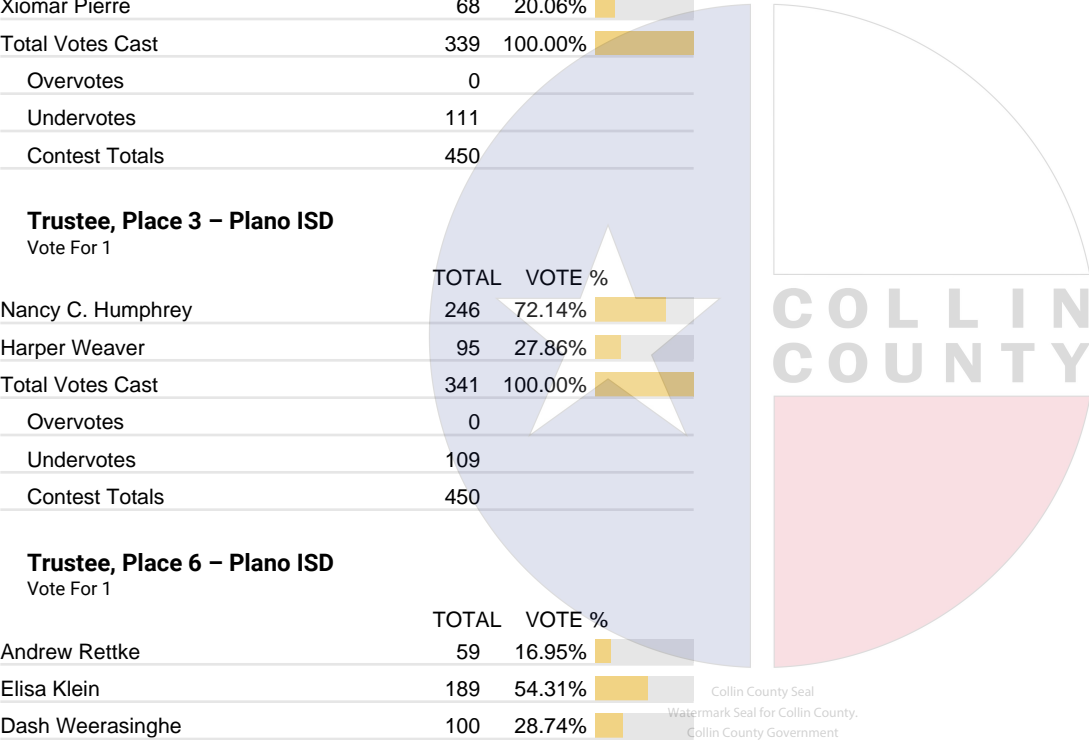 Xiomar Pierre 68 20.06%
Total Votes Cast 339 100.00%
Overvotes 0
Undervotes 111
Contest Totals 450
Trustee, Place 3 – Plano ISD
Vote For 1
TOTAL VOTE %
Nancy C. Humphrey 246 72.14%
Harper Weaver 95 27.86%
Total Votes Cast 341 100.00%
Overvotes 0
Undervotes 109
Contest Totals 450
Trustee, Place 6 – Plano ISD
Vote For 1
TOTAL VOTE %
Andrew Rettke 59 16.95%
Elisa Klein 189 54.31%
Dash Weerasinghe 100 28.74%
COLLIN
COUNTY
Collin County Seal
Watermark Seal for Collin County.
Collin County Government